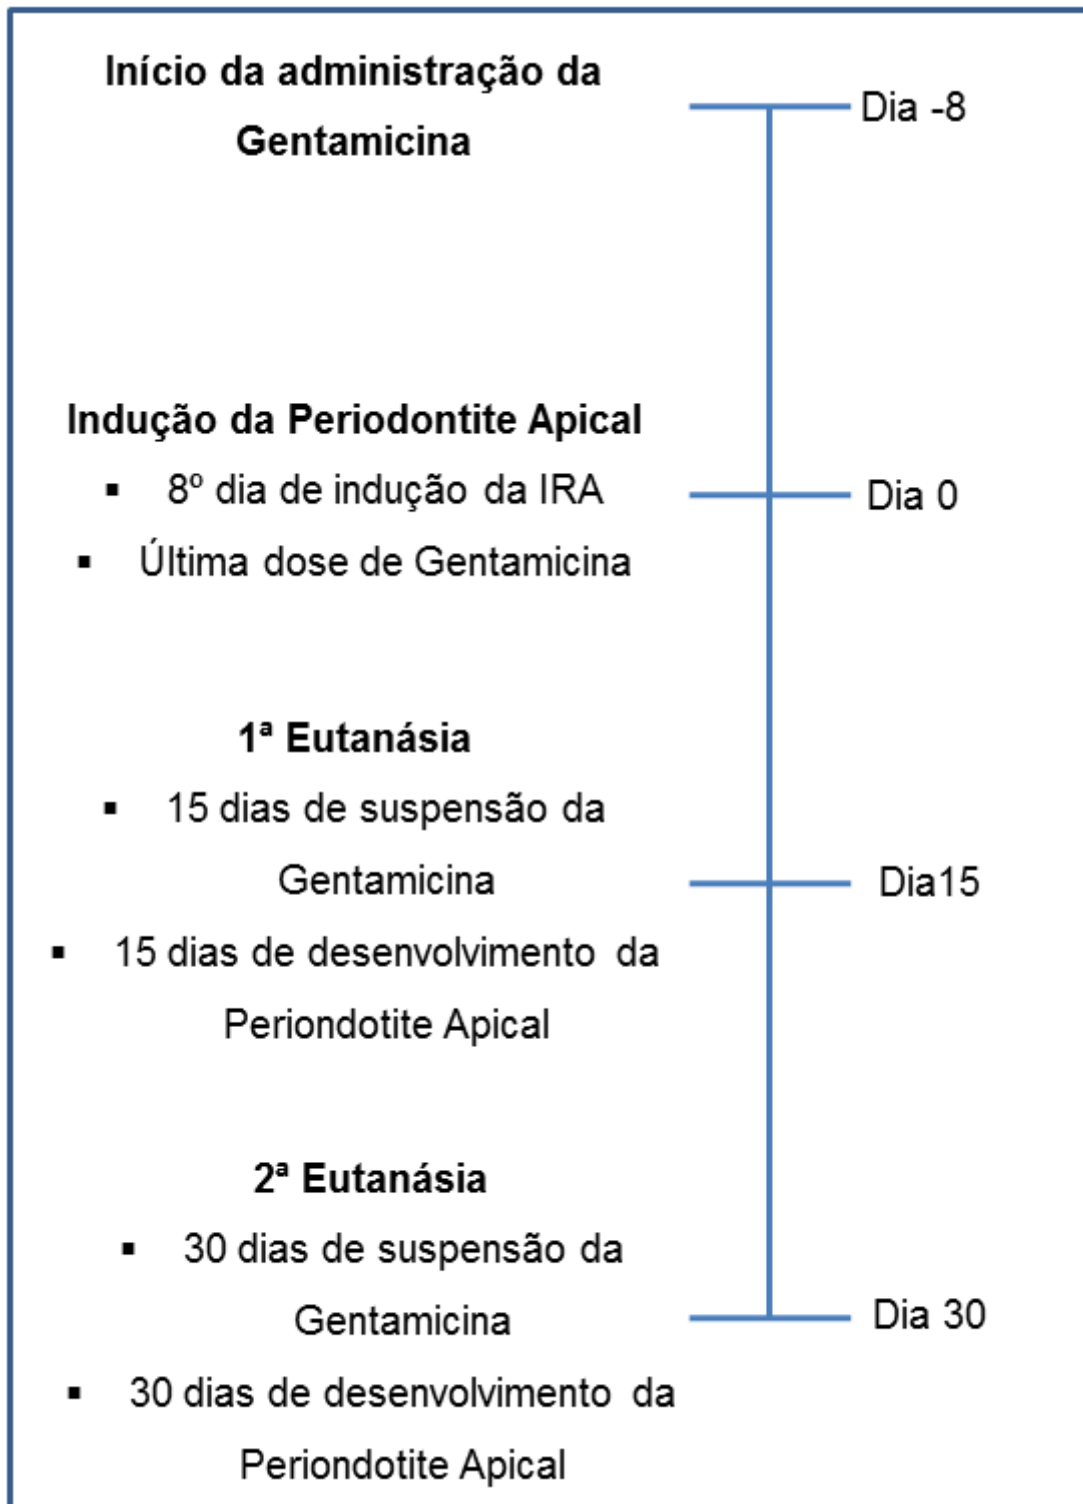 Início da administração da
Gentamicina
Dia -8
Indução da Periodontite Apical
▪ 8º dia de indução da IRA
Dia 0
▪ Última dose de Gentamicina
1ª Eutanásia
▪ 15 dias de suspensão da
Gentamicina
Dia15
▪ 15 dias de desenvolvimento da
Periondotite Apical
2ª Eutanásia
▪ 30 dias de suspensão da
Gentamicina
Dia 30
▪ 30 dias de desenvolvimento da
Periondotite Apical